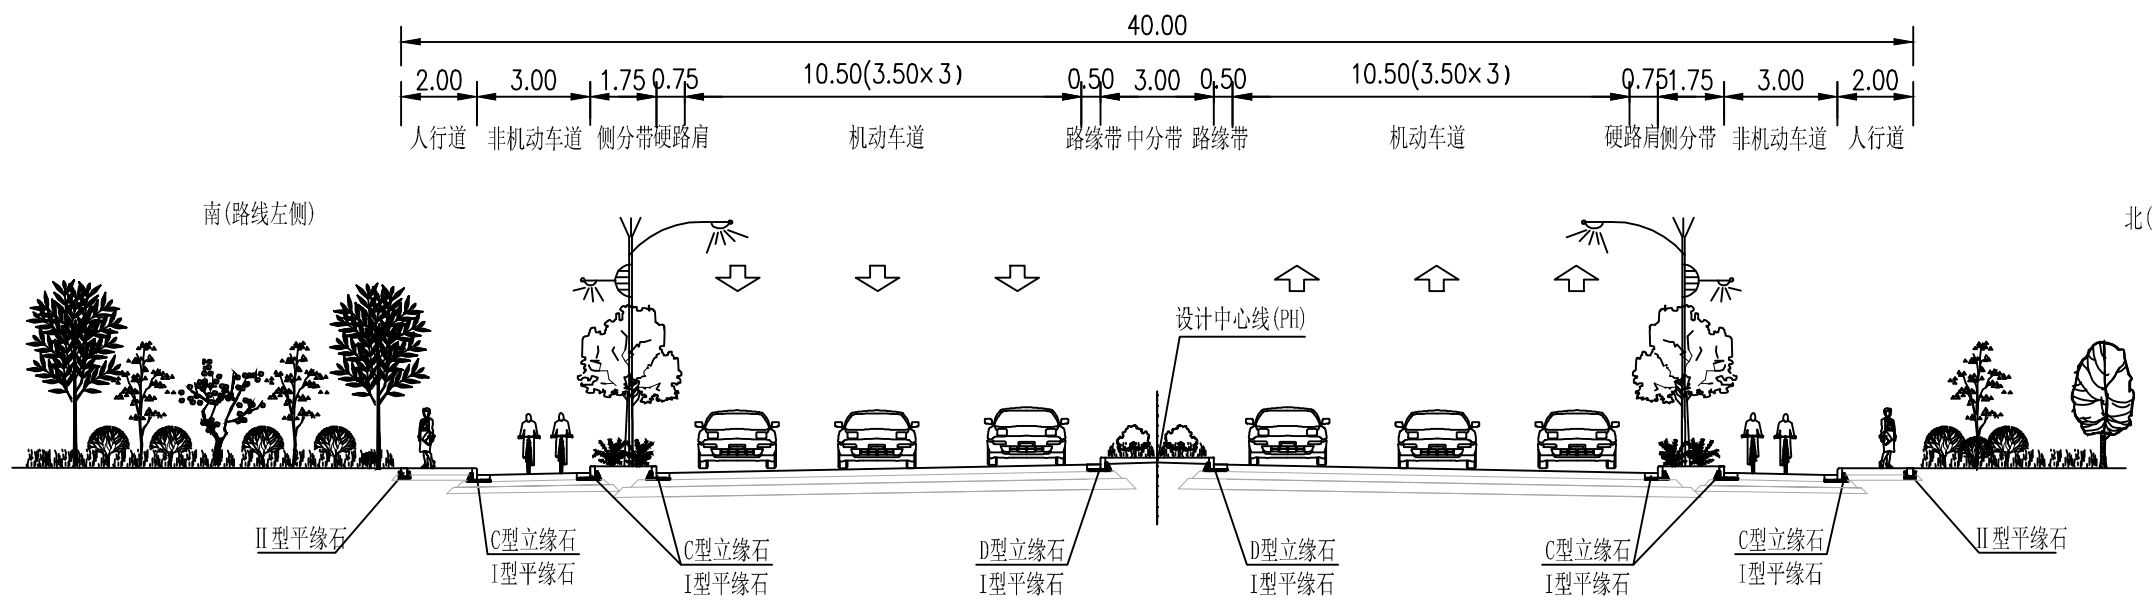 40.00
2.00 3.00 1.75 0.75 10.50(3.50×3) 0.50 3.00 0.50 10.50(3.50×3) 0.75 1.75 3.00 2.00
人行道 非机动车道 侧分带 硬路肩 机动车道 路缘带 中分带 路缘带 机动车道 硬路肩 侧分带 非机动车道 人行道
南(路线左侧) 北(
设计中心线(PH)
II型平缘石 C型立缘石 C型立缘石 D型立缘石 D型立缘石 C型立缘石 C型立缘石 II型平缘石
I型平缘石 I型平缘石 I型平缘石 I型平缘石 I型平缘石 I型平缘石